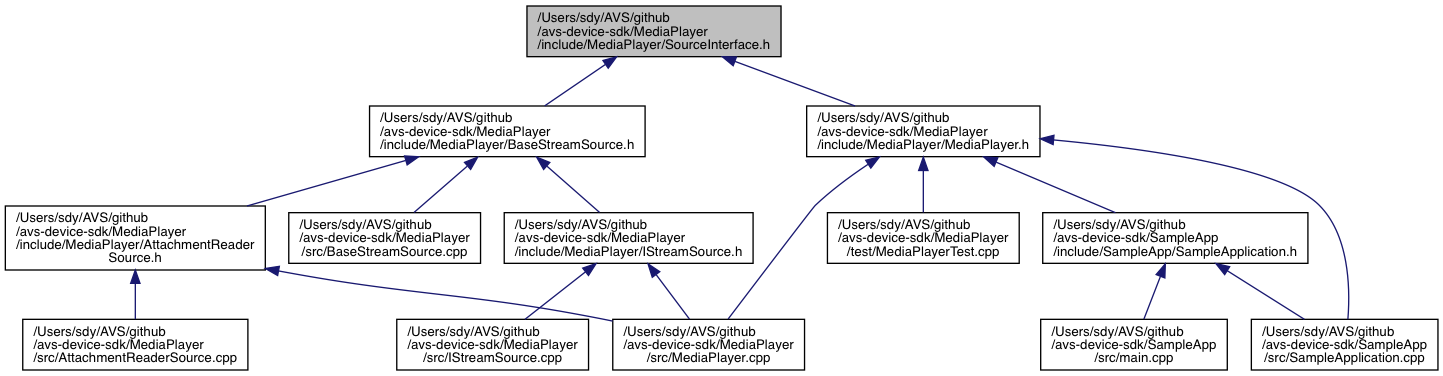 /Users/sdy/AVS/github
/avs-device-sdk/MediaPlayer
/include/MediaPlayer/SourceInterface.h
/Users/sdy/AVS/github
/avs-device-sdk/MediaPlayer
/include/MediaPlayer/BaseStreamSource.h
/Users/sdy/AVS/github
/avs-device-sdk/MediaPlayer
/include/MediaPlayer/MediaPlayer.h
/Users/sdy/AVS/github
/avs-device-sdk/MediaPlayer
/include/MediaPlayer/AttachmentReader
Source.h
/Users/sdy/AVS/github
/avs-device-sdk/MediaPlayer
/src/BaseStreamSource.cpp
/Users/sdy/AVS/github
/avs-device-sdk/MediaPlayer
/include/MediaPlayer/IStreamSource.h
/Users/sdy/AVS/github
/avs-device-sdk/MediaPlayer
/test/MediaPlayerTest.cpp
/Users/sdy/AVS/github
/avs-device-sdk/SampleApp
/include/SampleApp/SampleApplication.h
/Users/sdy/AVS/github
/avs-device-sdk/MediaPlayer
/src/AttachmentReaderSource.cpp
/Users/sdy/AVS/github
/avs-device-sdk/MediaPlayer
/src/IStreamSource.cpp
/Users/sdy/AVS/github
/avs-device-sdk/MediaPlayer
/src/MediaPlayer.cpp
/Users/sdy/AVS/github
/avs-device-sdk/SampleApp
/src/main.cpp
/Users/sdy/AVS/github
/avs-device-sdk/SampleApp
/src/SampleApplication.cpp